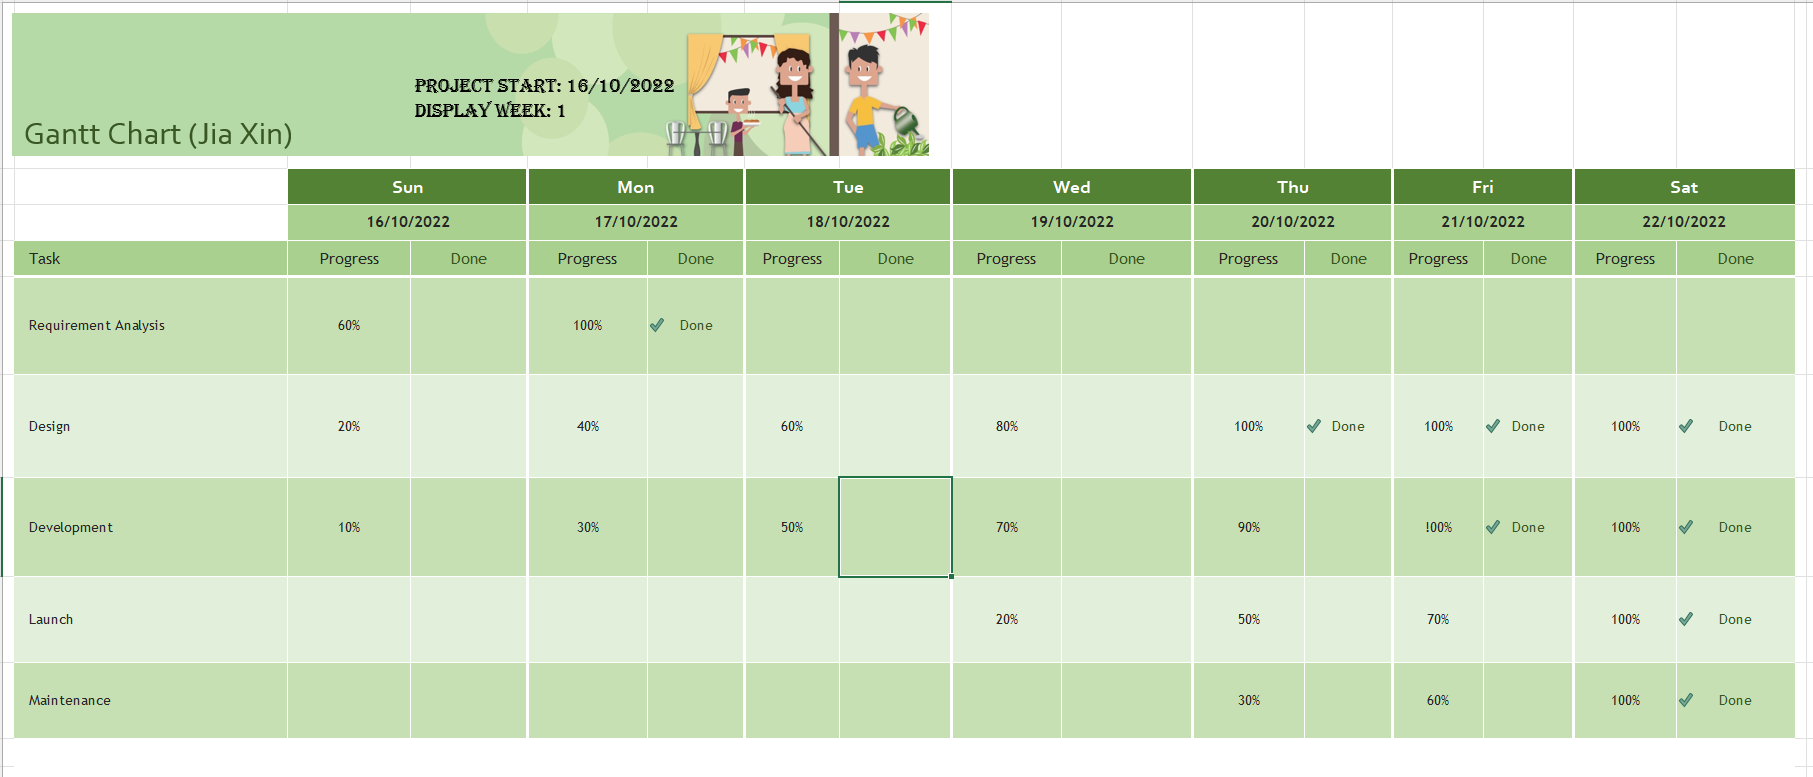 PROJECT START: 16/10/2022
DISPLAY WEEK: 1
Gantt Chart (Jia Xin)
Sun Mon Tue Wed Thu Fri Sat
16/10/2022 17/10/2022 18/10/2022 19/10/2022 20/10/2022 21/10/2022 22/10/2022
Task Progress Done Progress Done Progress Done Progress Done Progress Done Progress Done Progress Done
Requirement Analysis 60% 100% Done
Design 20% 40% 60% 80% 100% Done 100% Done 100% Done
Development 10% 30% 50% 70% 90% !00% Done 100% Done
Launch 20% 50% 70% 100% Done
Maintenance 30% 60% 100% Done